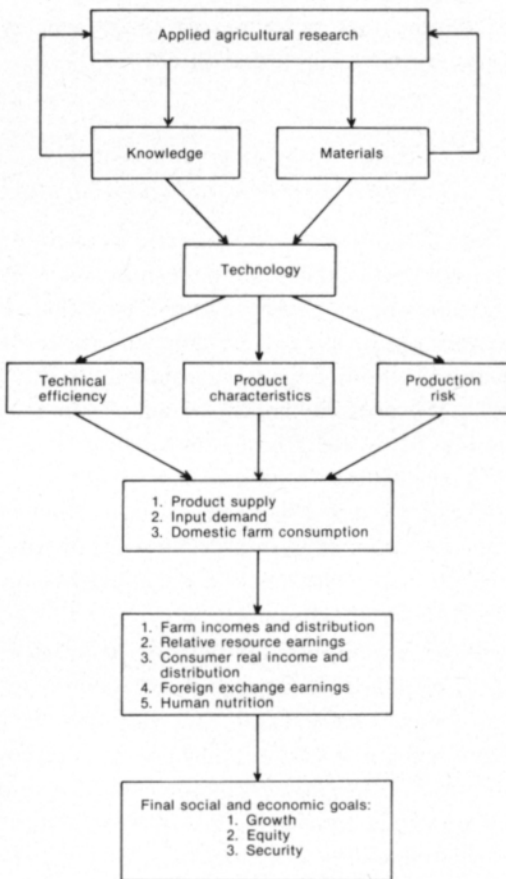 Applied agricultural research
Knowledge
Materials
Technology
Technical
efficiency
Product
characteristics
Production
risk
1. Product supply
2. Input demand
3. Domestic farm consumption
1. Farm incomes and distribution
2. Relative resource earnings
3. Consumer real income and
distribution
4. Foreign exchange earnings
5. Human nutrition
Final social and economic goals:
1. Growth
2. Equity
3. Security